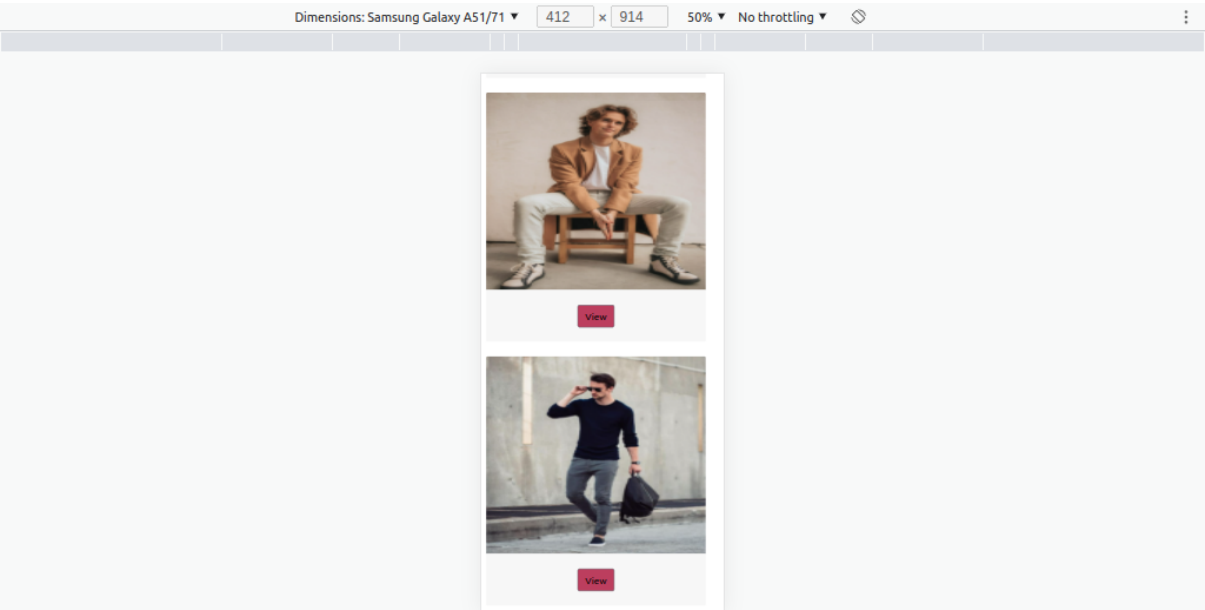 Dimensions: Samsung Galaxy A51/71 ▼ 412 × 914 50% ▼ No throttling ▼
View
View